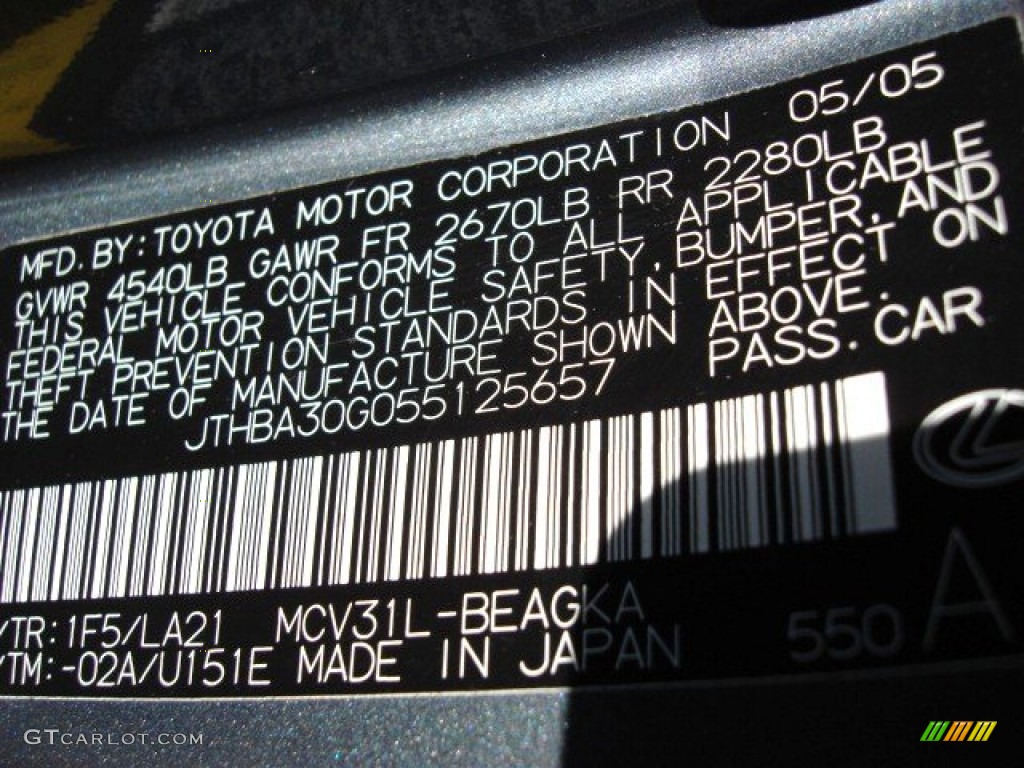 MFD. BY: TOYOTA MOTOR CORPORATION 05/05
GVWR 4540LB GAWR FR 2670LB RR 2280LB
THIS VEHICLE CONFORMS TO ALL APPLICABLE
FEDERAL MOTOR VEHICLE SAFETY, BUMPER, AND
THEFT PREVENTION STANDARDS IN EFFECT ON
THE DATE OF MANUFACTURE SHOWN ABOVE.
JTHBA30G055125657 PASS. CAR
/TR: 1F5/LA21 MCV31L-BEAGKA
/TM: -02A/U151E MADE IN JAPAN 550 A
GTCARLOT.COM